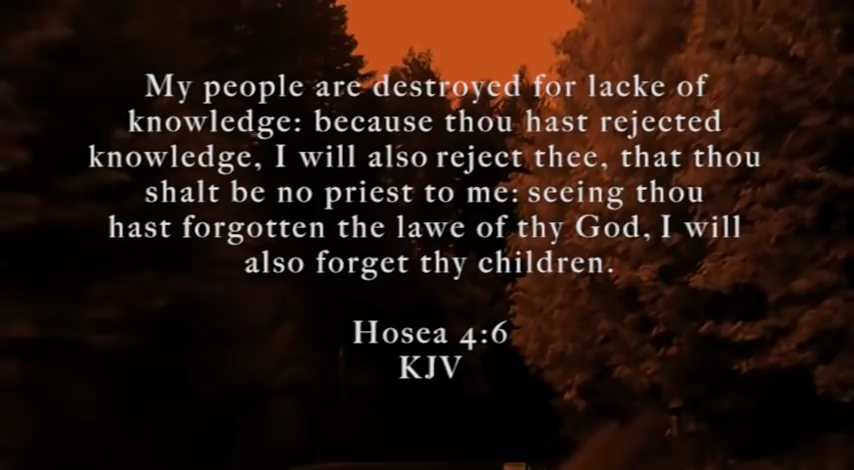 My people are destroyed for lacke of
knowledge: because thou hast rejected
knowledge, I will also reject thee, that thou
shalt be no priest to me: seeing thou
hast forgotten the lawe of thy God, I will
also forget thy children.
Hosea 4:6
KJV